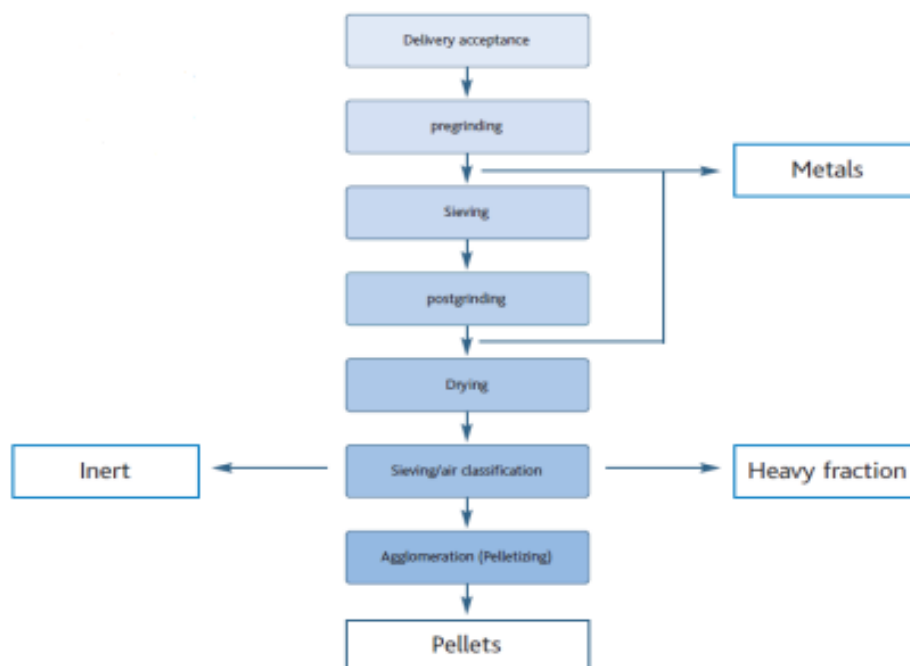 Delivery acceptance
pregrinding
Metals
Sieving
postgrinding
Drying
Inert
Sieving/air classification
Heavy fraction
Agglomeration (Pelletizing)
Pellets